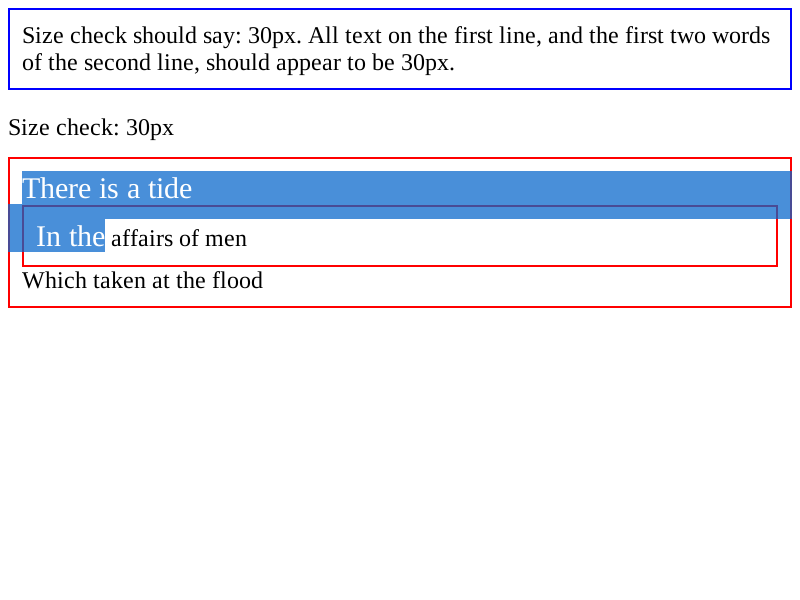 Size check should say: 30px. All text on the first line, and the first two words
of the second line, should appear to be 30px.
Size check: 30px
There is a tide
In the affairs of men
Which taken at the flood